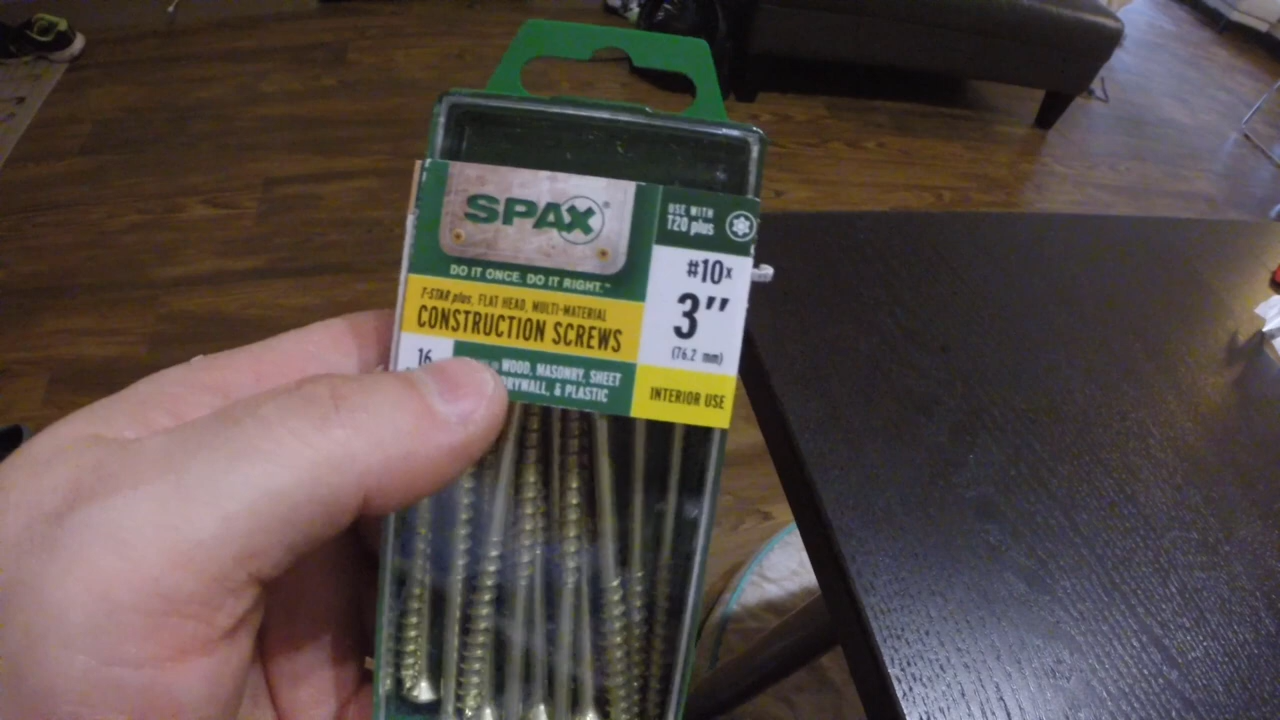 SPAX®
DO IT ONCE. DO IT RIGHT.™
T-STAR plus, FLAT HEAD, MULTI-MATERIAL
CONSTRUCTION SCREWS
16
WOOD, MASONRY, SHEET
DRYWALL, & PLASTIC
USE WITH
T20 plus
#10x
3"
(76.2 mm)
INTERIOR USE